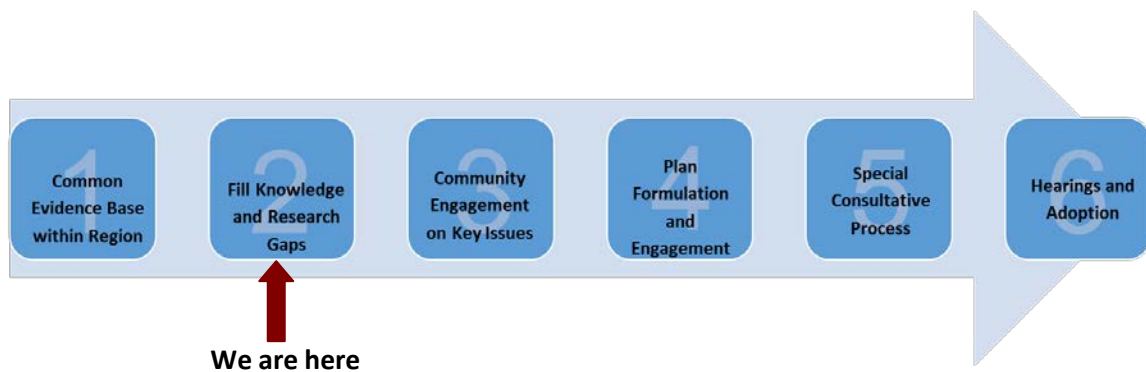 1
Common
Evidence Base
within Region
2
Fill Knowledge
and Research
Gaps
3
Community
Engagement
on Key Issues
4
Plan
Formulation
and
Engagement
5
Special
Consultative
Process
6
Hearings and
Adoption
We are here